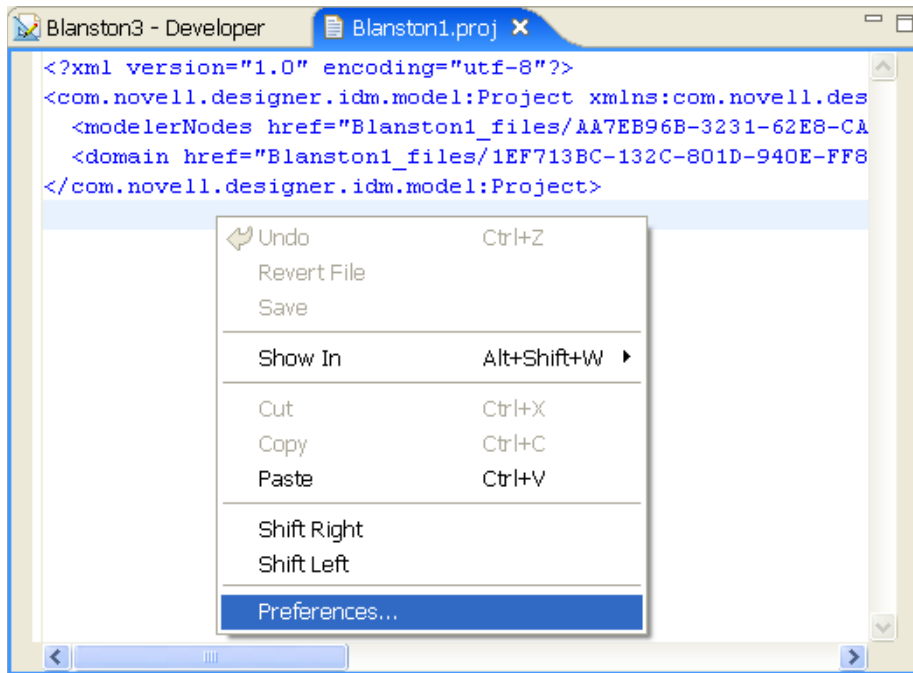 Blanston3 - Developer Blanston1.proj
<?xml version="1.0" encoding="utf-8"?>
<com.novell.designer.idm.model:Project xmlns:com.novell.des
<modelerNodes href="Blanston1_files/AA7EB96B-3231-62E8-CA
<domain href="Blanston1_files/1EF713BC-132C-801D-940E-FF8
</com.novell.designer.idm.model:Project>
Undo Ctrl+Z
Revert File
Save
Show In Alt+Shift+W
Cut Ctrl+X
Copy Ctrl+C
Paste Ctrl+V
Shift Right
Shift Left
Preferences...